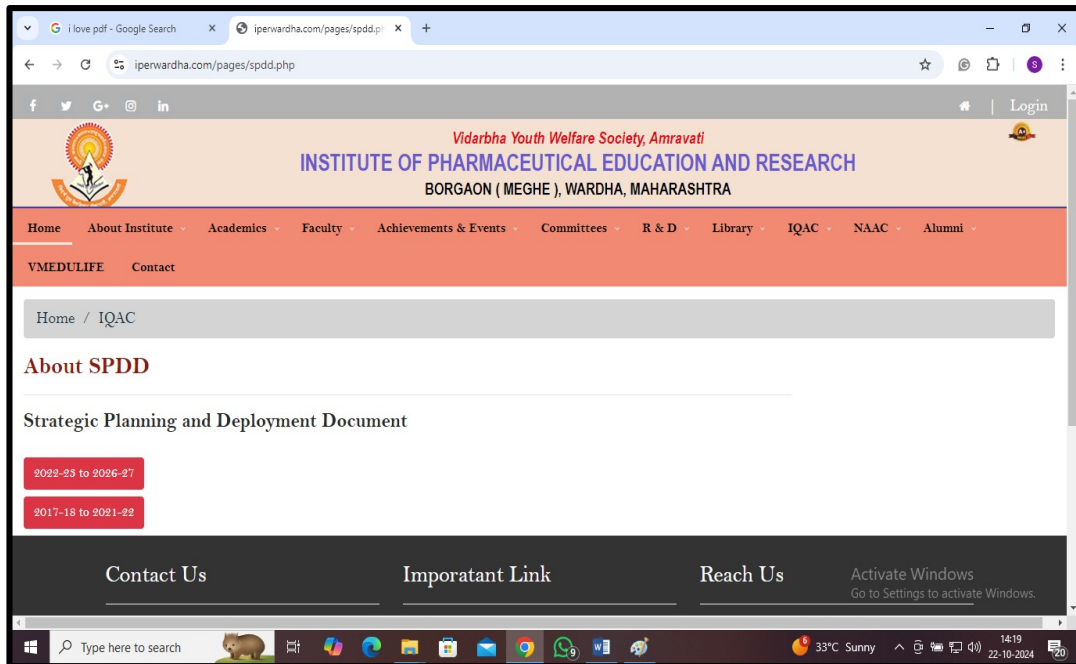 i love pdf - Google Search
iperwardha.com/pages/spdd.p
iperwardha.com/pages/spdd.php
S
f G+ in
| Login
Vidarbha Youth Welfare Society, Amravati
INSTITUTE OF PHARMACEUTICAL EDUCATION AND RESEARCH
BORGAON ( MEGHE ), WARDHA, MAHARASHTRA
Home About Institute Academics Faculty Achievements & Events Committees R & D Library IQAC NAAC Alumni
VMEDULIFE Contact
Home / IQAC
About SPDD
Strategic Planning and Deployment Document
2022-23 to 2026-27
2017-18 to 2021-22
Contact Us Imporatant Link Reach Us
Activate Windows
Go to Settings to activate Windows.
Type here to search
33°C Sunny
14:19
22-10-2024
20